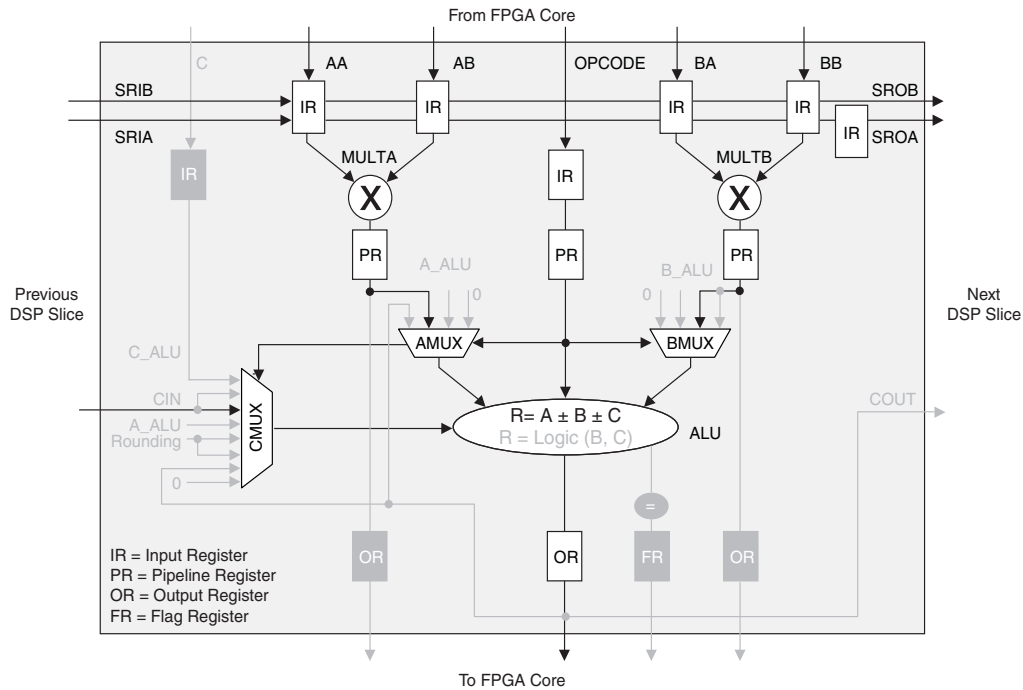 From FPGA Core
C
AA
AB
OPCODE
BA
BB
SRIB
SROB
IR
IR
IR
IR
SRIA
IR
SROA
MULTA
MULTB
IR
IR
X
X
PR
PR
PR
A_ALU
B_ALU
0
0
Previous
DSP Slice
Next
DSP Slice
AMUX
BMUX
C_ALU
CIN
A_ALU
Rounding
0
CMUX
R= A ± B ± C
R = Logic (B, C)
ALU
COUT
=
OR
OR
FR
OR
IR = Input Register
PR = Pipeline Register
OR = Output Register
FR = Flag Register
To FPGA Core